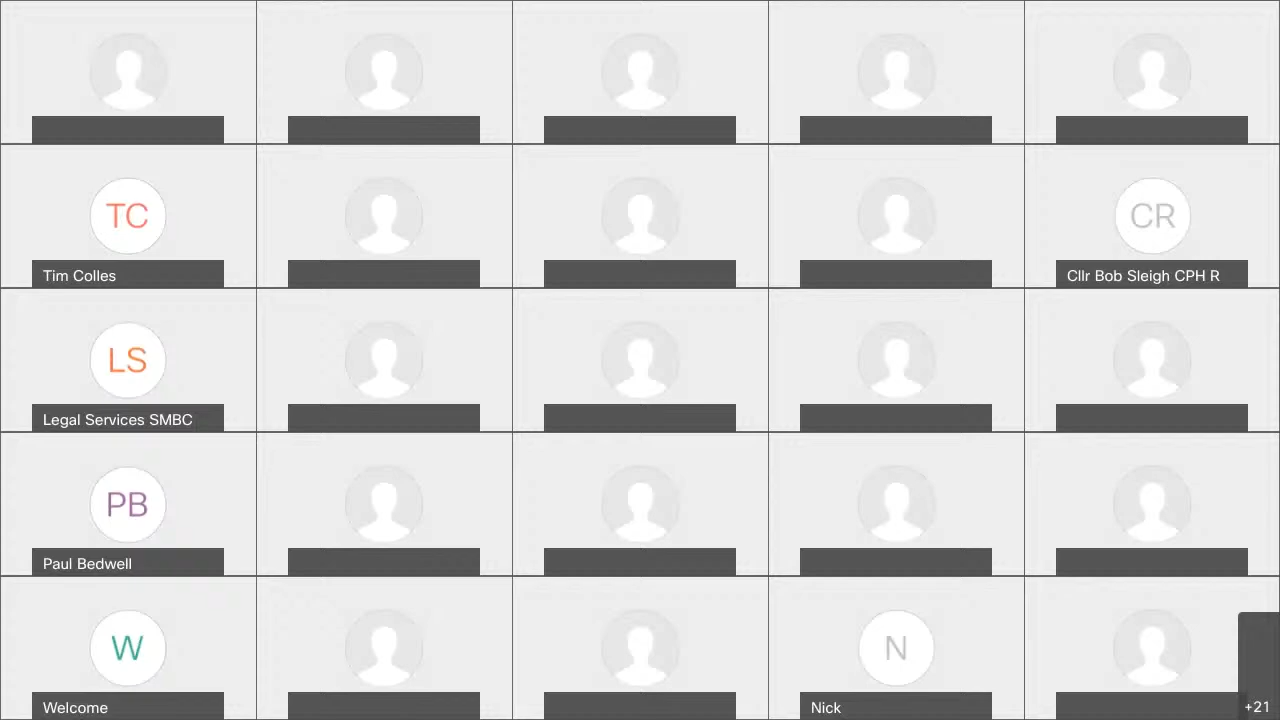 TC
Tim Colles
CR
Cllr Bob Sleigh CPH R
LS
Legal Services SMBC
PB
Paul Bedwell
W
Welcome
N
Nick
+21